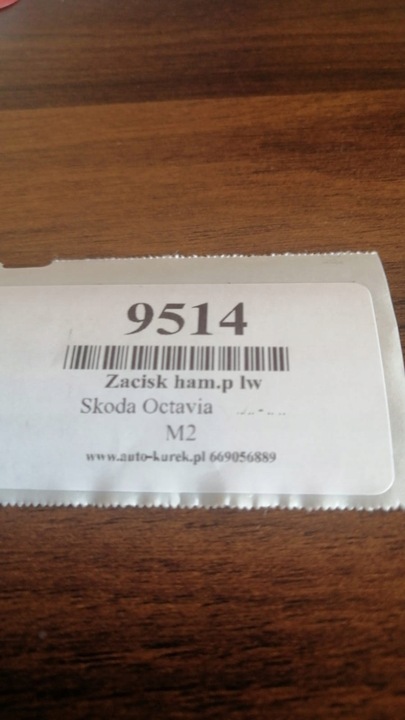 9514
Zacisk ham.p lw
Skoda Octavia
M2
www.auto-kurek.pl 669056889